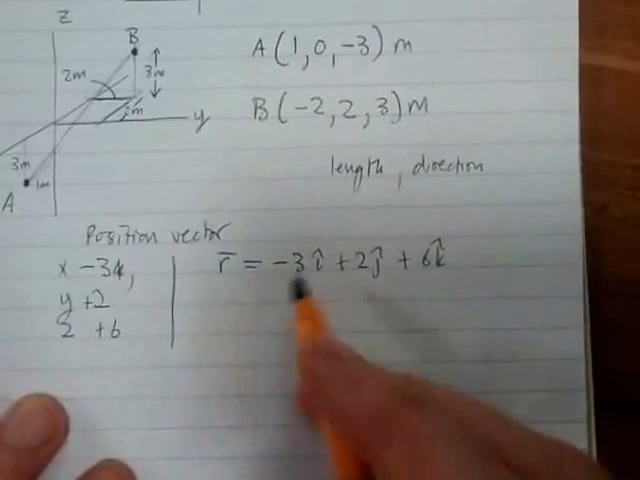 z
B
A (1, 0, -3) m
2m
3m
B (-2, 2, 3) m
2m
y
length, direction
3m
1m
A
Position vector
r̅ = -3î + 2ĵ + 6k̂
x -3
y +2
z +6